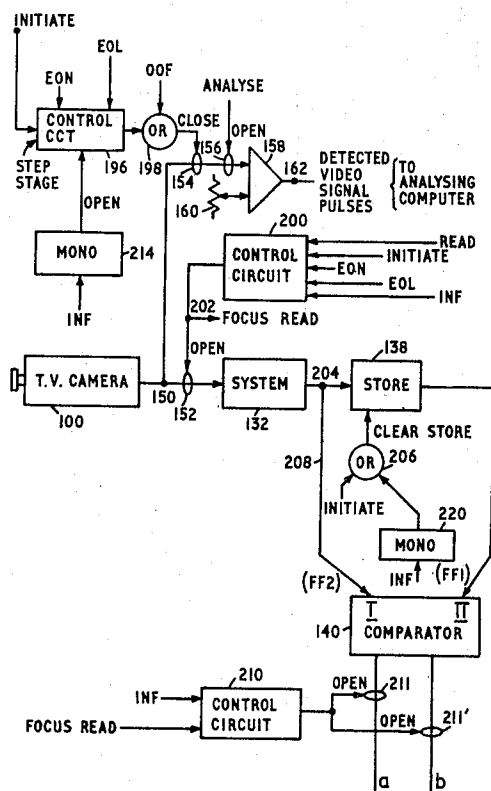 INITIATE
EOL
EON
OOF
ANALYSE
CONTROL
CCT
OR
CLOSE
OPEN
158
156
162
196
198
154
STEP
STAGE
DETECTED
VIDEO
SIGNAL
PULSES
TO
ANALYSING
COMPUTER
160
OPEN
200
MONO
214
CONTROL
CIRCUIT
READ
INITIATE
EON
EOL
INF
INF
202
FOCUS READ
OPEN
138
T.V. CAMERA
SYSTEM
204
STORE
150
152
100
132
CLEAR STORE
208
OR
206
INITIATE
220
MONO
INF
(FF2)
(FF1)
I II
140
COMPARATOR
210
OPEN
211
INF
CONTROL
CIRCUIT
FOCUS READ
OPEN
211'
a b